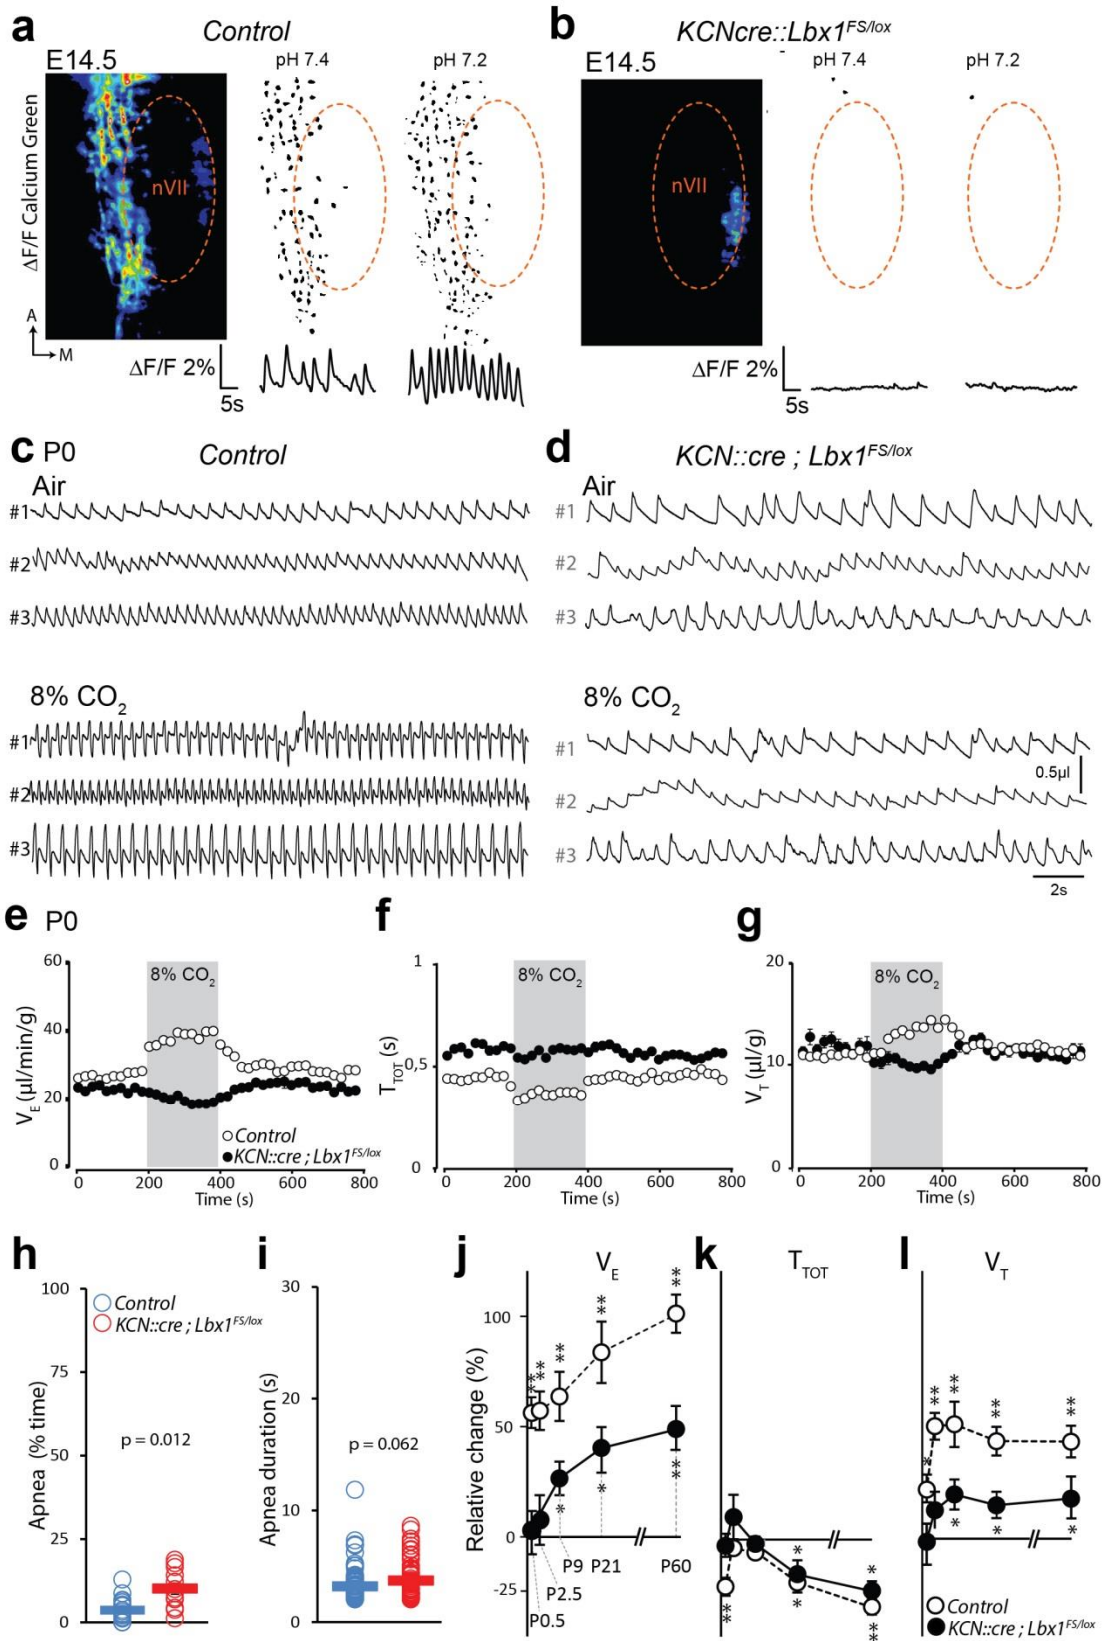 a
Control
E14.5
pH 7.4
pH 7.2
nVII
ΔF/F Calcium Green
A
M
ΔF/F 2%
5s
b
KCNcre::Lbx1FS/lox
E14.5
pH 7.4
pH 7.2
nVII
ΔF/F 2%
5s
c P0
Control
Air
#1
#2
#3
8% CO2
#1
#2
#3
d
KCN::cre ; Lbx1FS/lox
Air
#1
#2
#3
8% CO2
#1
0.5µl
#2
#3
2s
e P0
60
8% CO2
40
VE (µl/min/g)
20
Control
KCN::cre ; Lbx1FS/lox
0
0 200 400 600 800
Time (s)
f
1
8% CO2
0,5
TTOT (s)
0
0 200 400 600 800
Time (s)
g
20
8% CO2
10
VT (µl/g)
0
0 200 400 600 800
Time (s)
h
100
Control
KCN::cre ; Lbx1FS/lox
75
Apnea (% time)
p = 0.012
50
25
0
i
30
20
Apnea duration (s)
p = 0.062
10
0
j
VE
100
50
Relative change (%)
0
-25
** ** ** ** **
* * **
//
P0.5
P2.5
P9
P21
P60
k
TTOT
//
* *
** * **
l
VT
* ** ** ** **
//
* * *
Control
KCN::cre ; Lbx1FS/lox